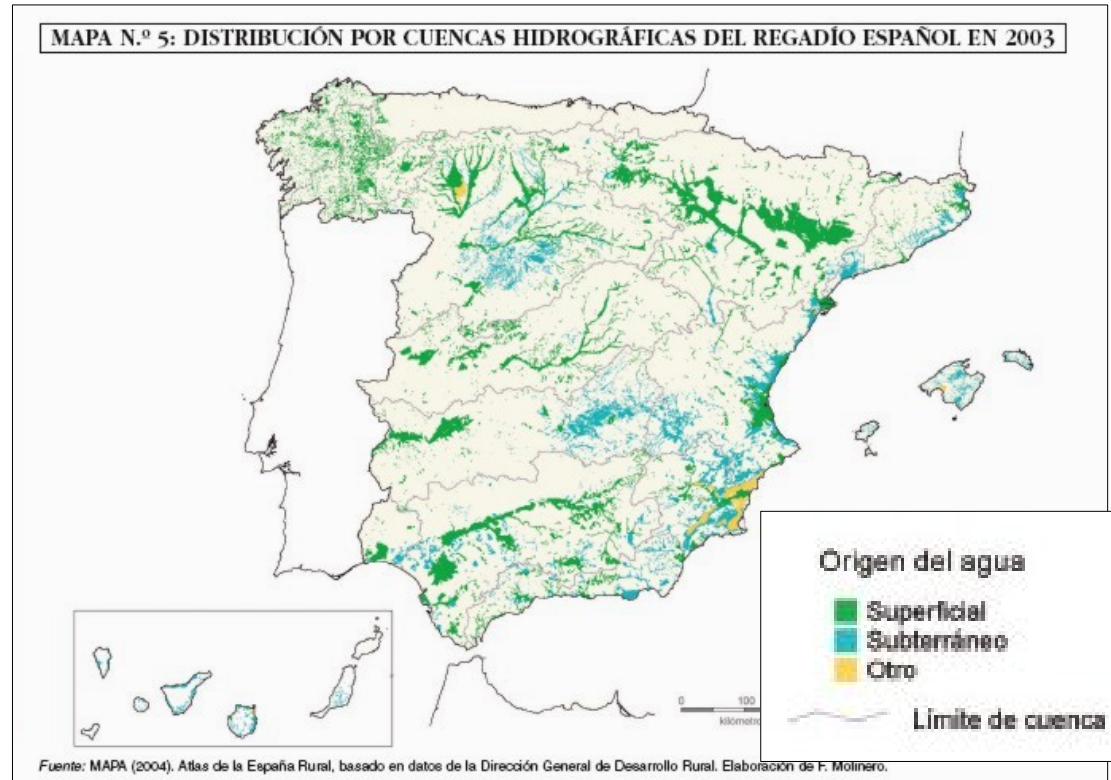 MAPA N.º 5: DISTRIBUCIÓN POR CUENCAS HIDROGRÁFICAS DEL REGADÍO ESPAÑOL EN 2003
Origen del agua
Superficial
Subterráneo
Otro
Límite de cuenca
0 100
kilómetro
Fuente: MAPA (2004). Atlas de la España Rural, basado en datos de la Dirección General de Desarrollo Rural. Elaboración de F. Molinero.